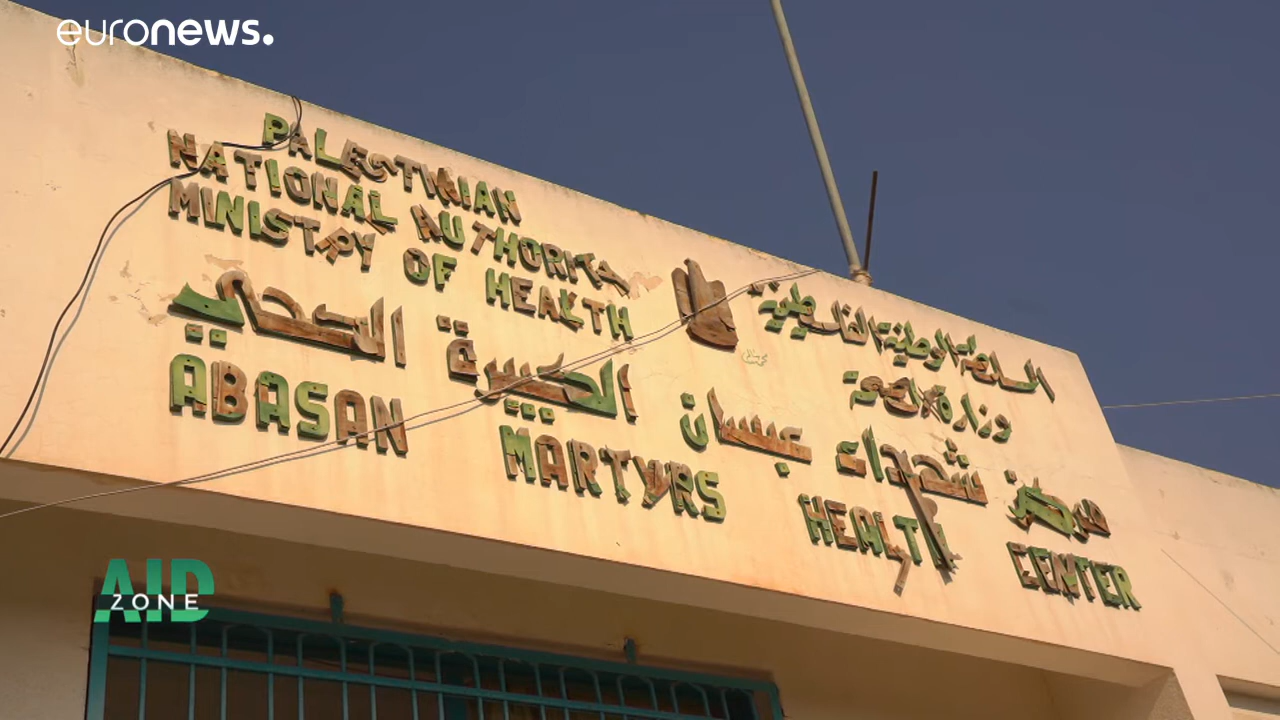 euronews.
PALESTINIAN
NATIONAL AUTHORITY
MINISTRY OF HEALTH
السلطة الوطنية الفلسطينية
وزارة الصحة
مركز شهداء عبسان الكبيرة الصحي
ABASAN MARTYRS HEALTH CENTER
AID
ZONE